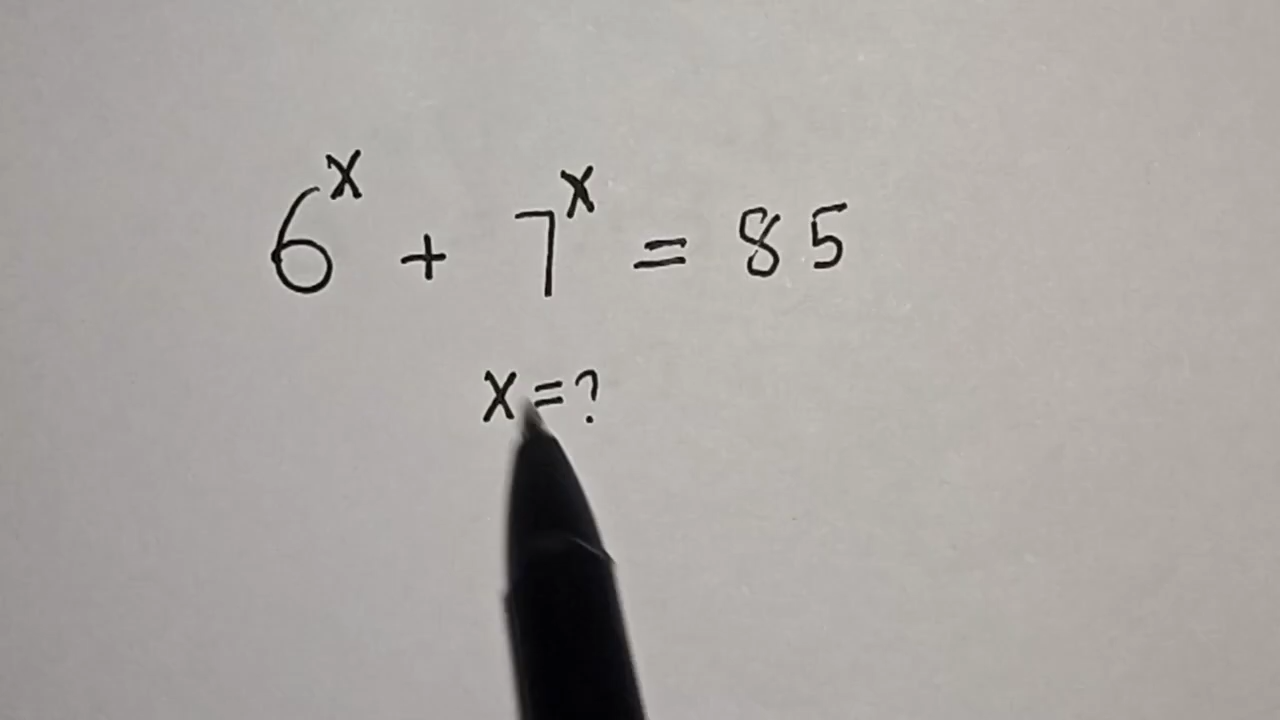 6^x + 7^x = 85
x = ?